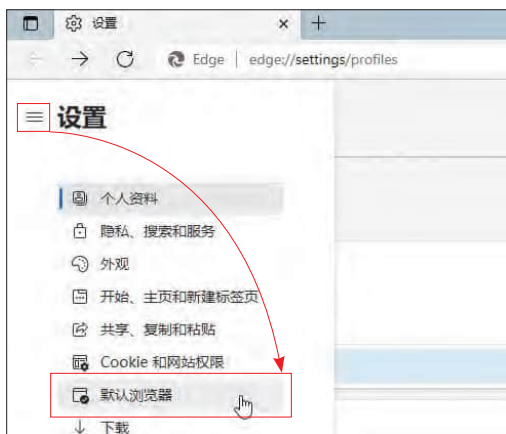 设置
Edge | edge://settings/profiles
设置
个人资料
隐私、搜索和服务
外观
开始、主页和新建标签页
共享、复制和粘贴
Cookie 和网站权限
默认浏览器
下载